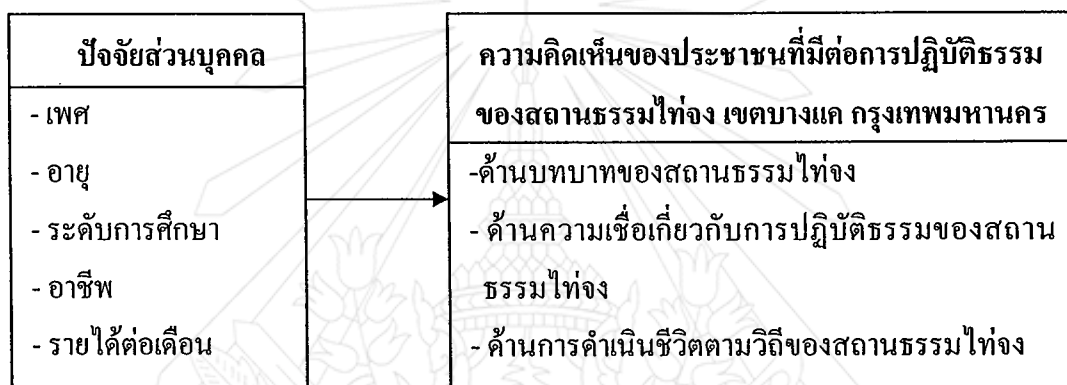 ปัจจัยส่วนบุคคล
- เพศ
- อายุ
- ระดับการศึกษา
- อาชีพ
- รายได้ต่อเดือน
ความคิดเห็นของประชาชนที่มีต่อการปฏิบัติธรรม
ของสถานธรรมไท่จง เขตบางแค กรุงเทพมหานคร
-ด้านบทบาทของสถานธรรมไท่จง
- ด้านความเชื่อเกี่ยวกับการปฏิบัติธรรมของสถาน
ธรรมไท่จง
- ด้านการดำเนินชีวิตตามวิถีของสถานธรรมไท่จง